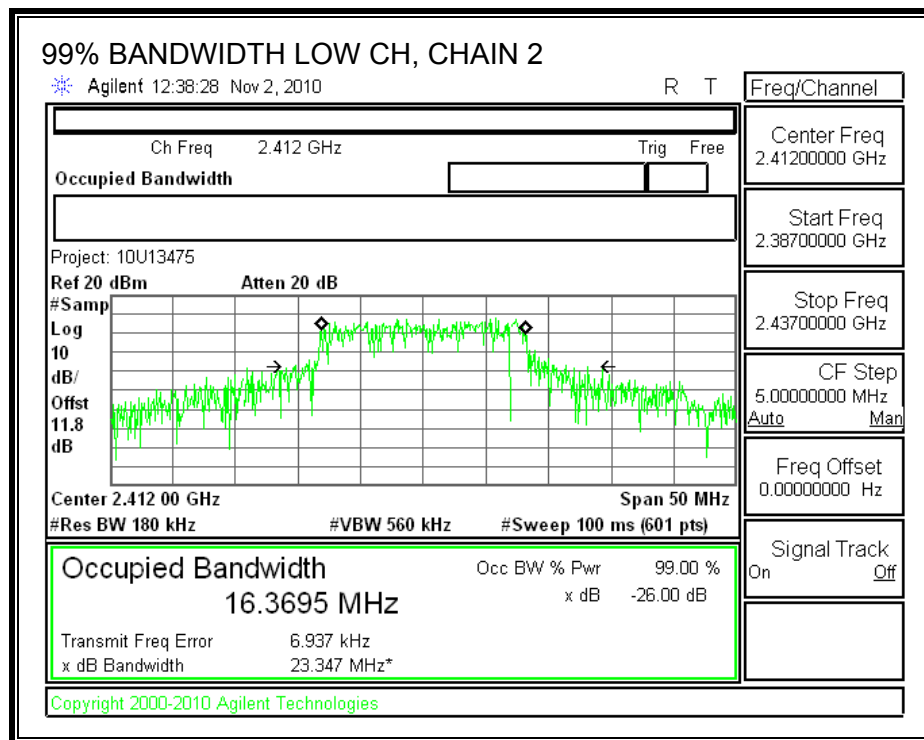 99% BANDWIDTH LOW CH, CHAIN 2
Agilent 12:38:28 Nov 2, 2010 R T
Freq/Channel
Ch Freq 2.412 GHz Trig Free
Occupied Bandwidth
Center Freq
2.41200000 GHz
Start Freq
2.38700000 GHz
Stop Freq
2.43700000 GHz
CF Step
5.00000000 MHz
Auto Man
Freq Offset
0.00000000 Hz
Signal Track
On Off
Project: 10U13475
Ref 20 dBm Atten 20 dB
#Samp
Log
10
dB/
Offst
11.8
dB
Center 2.412 00 GHz Span 50 MHz
#Res BW 180 kHz #VBW 560 kHz #Sweep 100 ms (601 pts)
Occupied Bandwidth Occ BW % Pwr 99.00 %
16.3695 MHz x dB -26.00 dB
Transmit Freq Error 6.937 kHz
x dB Bandwidth 23.347 MHz*
Copyright 2000-2010 Agilent Technologies